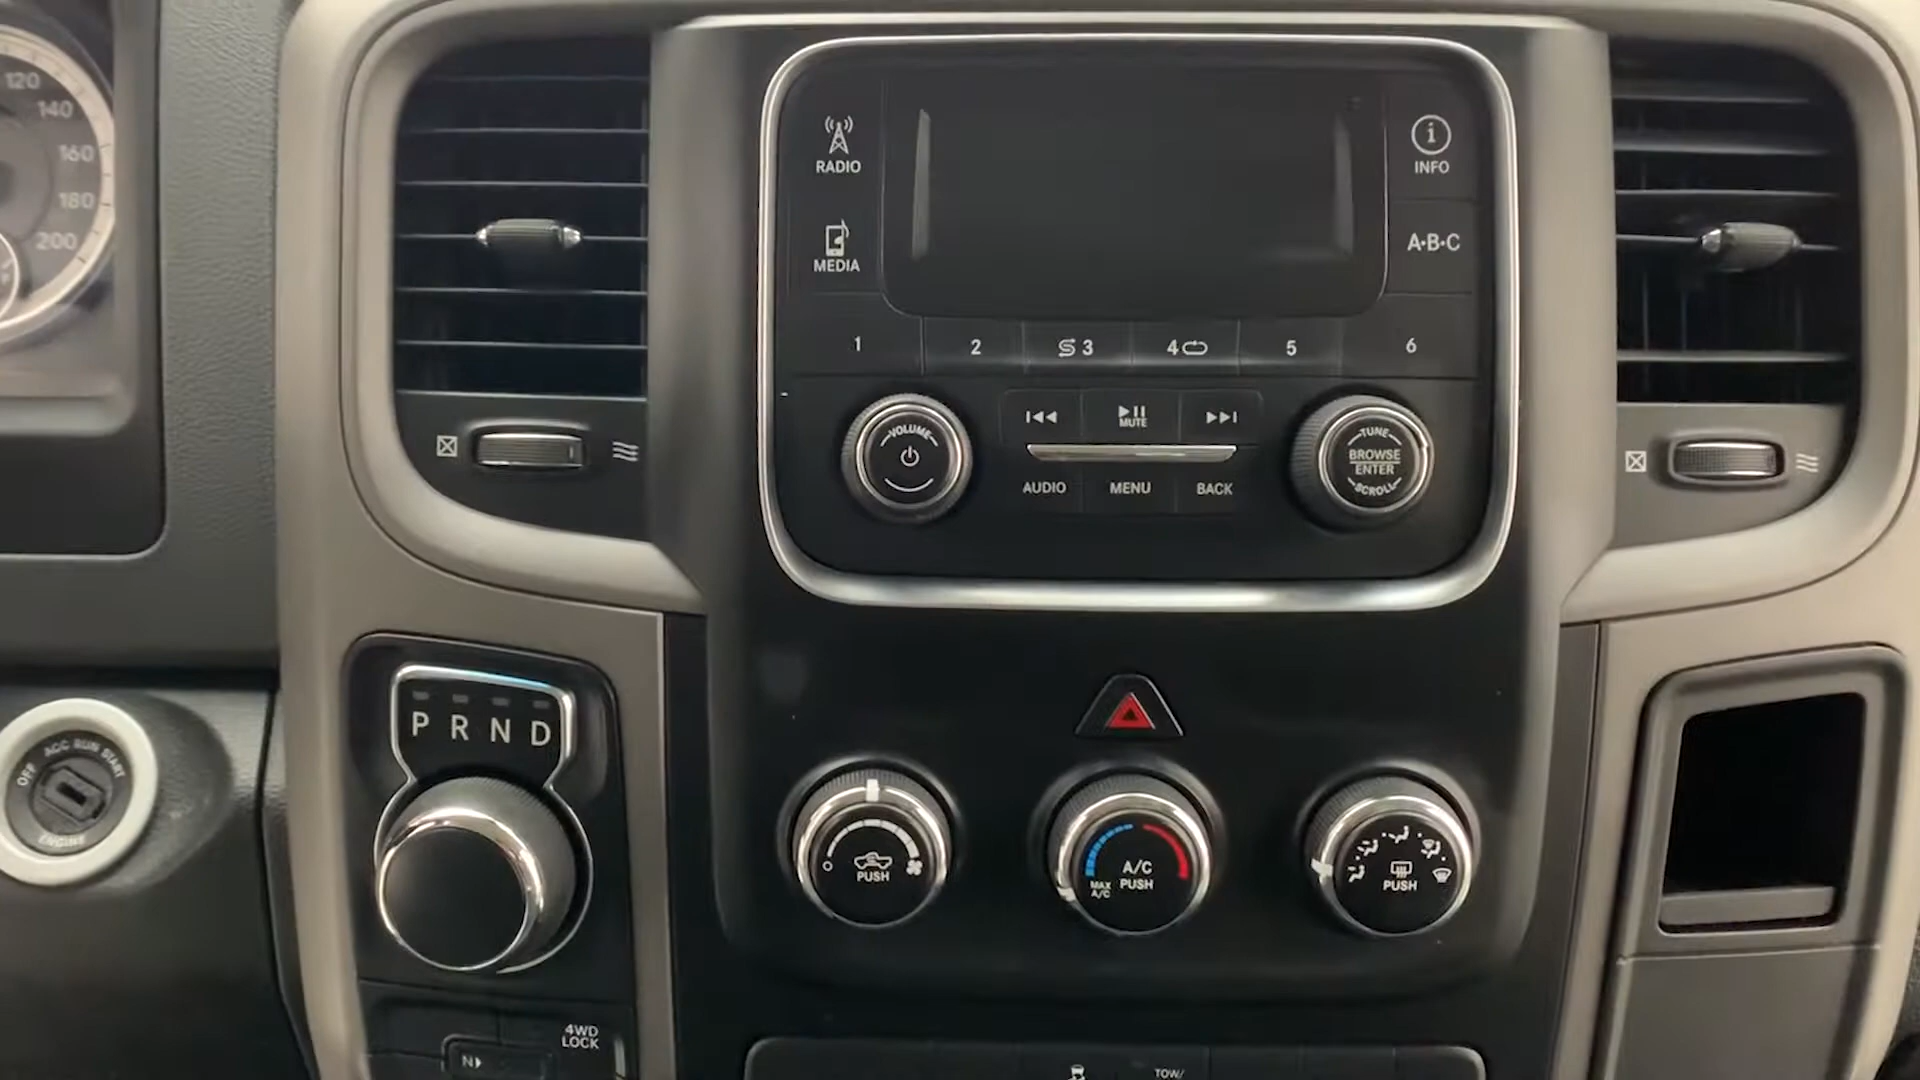 120
140
160
180
200
RADIO
INFO
MEDIA
A•B•C
1
2
3
4
5
6
VOLUME
MUTE
TUNE
BROWSE
ENTER
SCROLL
AUDIO
MENU
BACK
P R N D
OFF ACC RUN START
ENGINE
PUSH
A/C
PUSH
MAX
A/C
PUSH
4WD
LOCK
N
TOW/